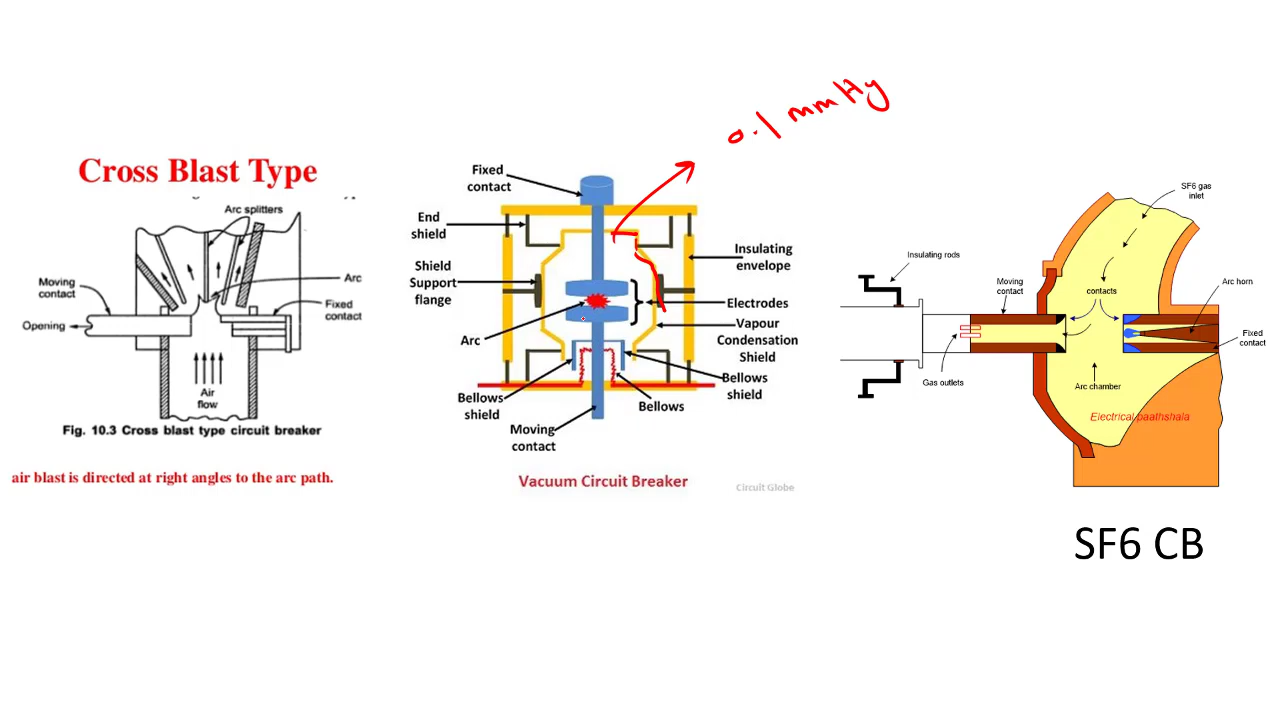 Cross Blast Type
Arc splitters
Moving
contact
Arc
Fixed
contact
Opening
Air
flow
Fig. 10.3 Cross blast type circuit breaker
air blast is directed at right angles to the arc path.
0.1 mmHg
Fixed
contact
End
shield
Shield
Support
flange
Arc
Bellows
shield
Moving
contact
Insulating
envelope
Electrodes
Vapour
Condensation
Shield
Bellows
shield
Bellows
Vacuum Circuit Breaker
Circuit Globe
SF6 gas
inlet
Insulating rods
Moving
contact
contacts
Arc horn
Fixed
contact
Gas outlets
Arc chamber
Electrical paathshala
SF6 CB